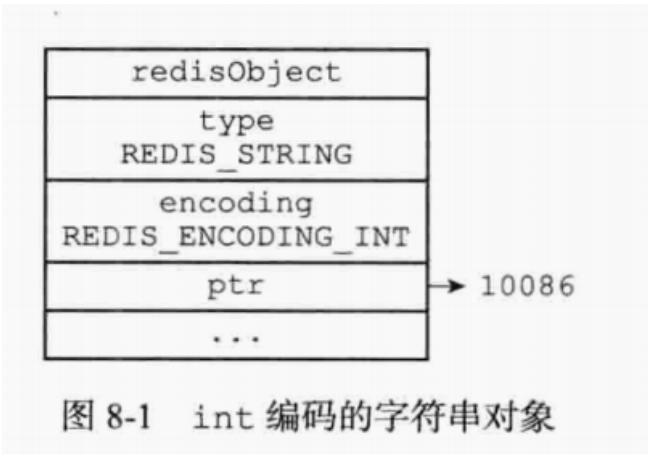 redisObject
type
REDIS_STRING
encoding
REDIS_ENCODING_INT
ptr
10086
...
图 8-1 int 编码的字符串对象